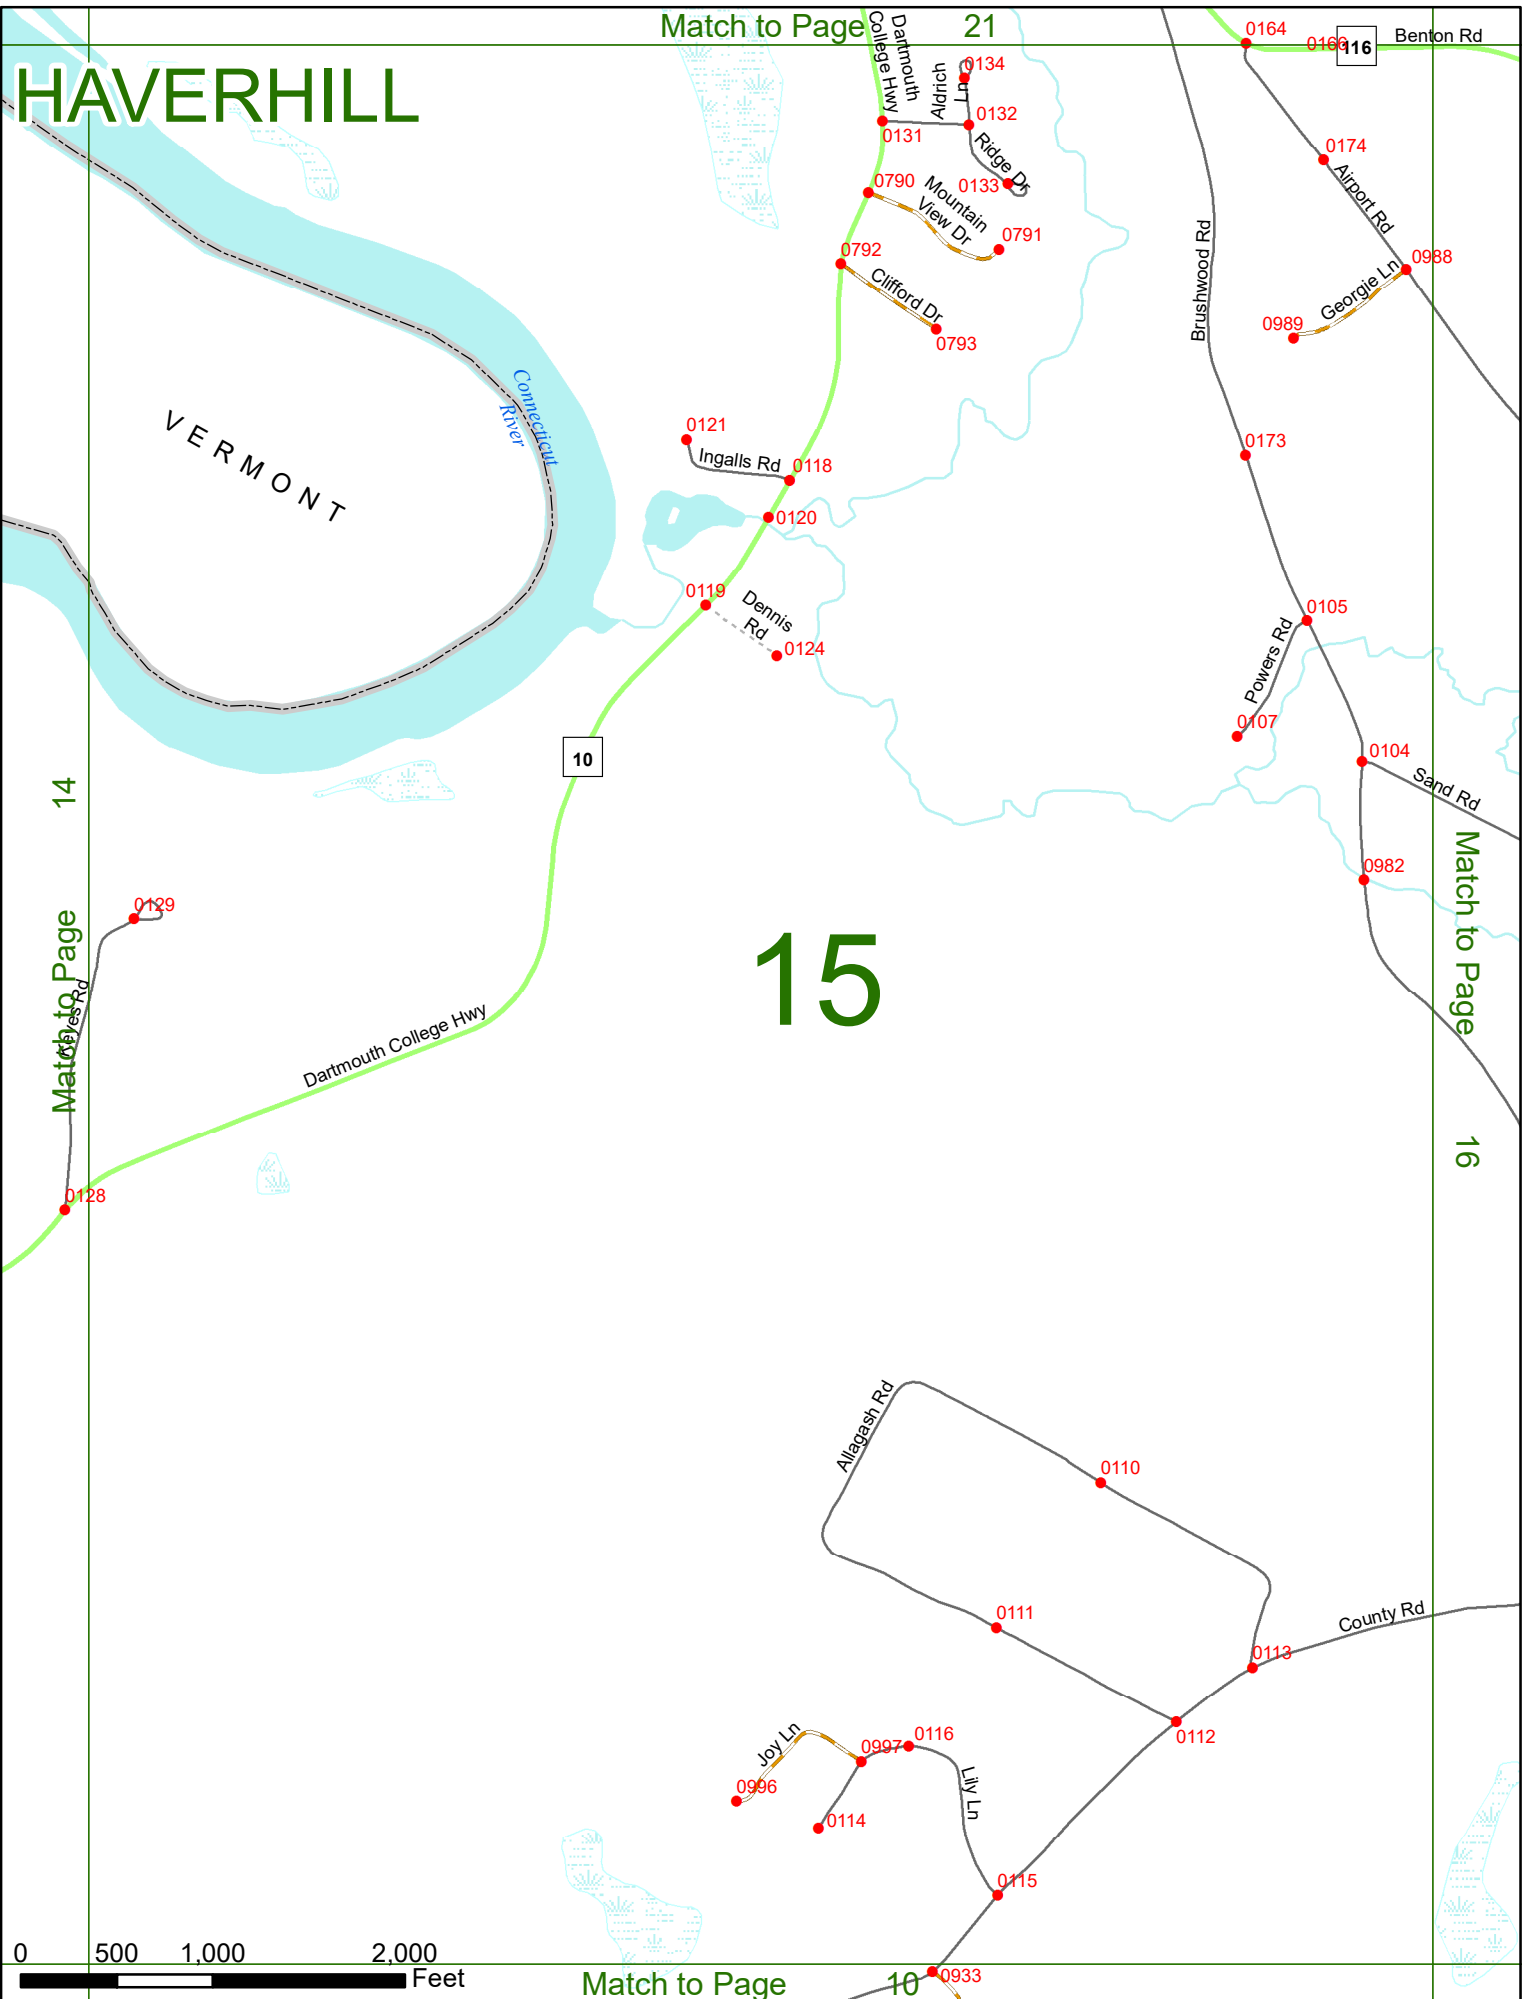 Match to Page 21
HAVERHILL
Dartmouth
College Hwy
Aldrich
Ln
0134
0164
0166
116
Benton Rd
0131
0132
Ridge Dr
0133
0174
Airport Rd
0790
Mountain
View Dr
0791
0792
Clifford Dr
0793
Brushwood Rd
0988
Georgie Ln
0989
VERMONT
Connecticut
River
0121
Ingalls Rd
0118
0120
0173
0119
Dennis
Rd
0124
0105
Powers Rd
0107
10
0104
Sand Rd
0982
Match to Page 14
0129
Keyes Rd
15
Match to Page 16
Dartmouth College Hwy
0128
Allagash Rd
0110
0111
County Rd
0113
0112
Joy Ln
0997
0116
0996
0114
Lily Ln
0115
0933
0 500 1,000 2,000
Feet
Match to Page 10